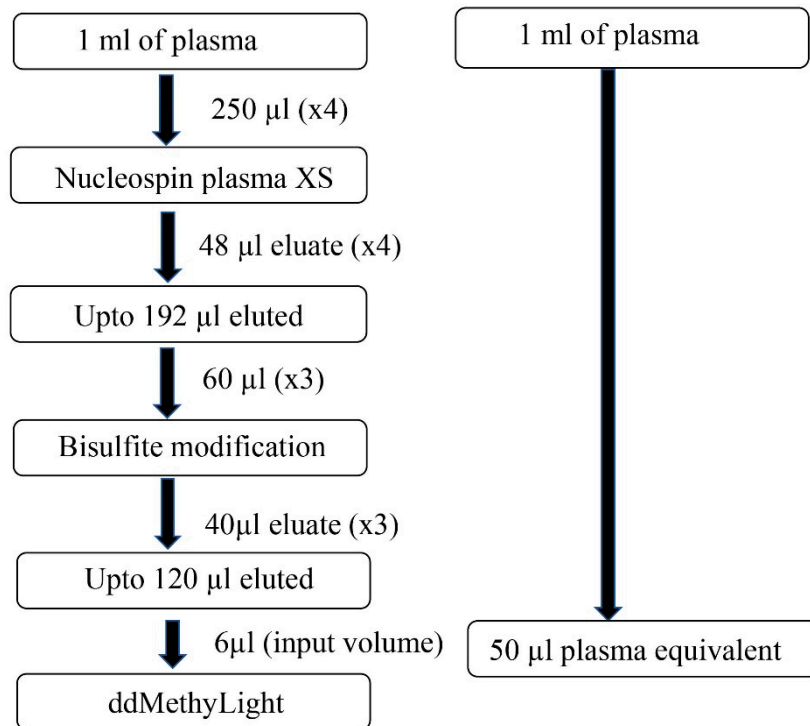 1 ml of plasma
250 µl (x4)
Nucleospin plasma XS
48 µl eluate (x4)
Upto 192 µl eluted
60 µl (x3)
Bisulfite modification
40µl eluate (x3)
Upto 120 µl eluted
6µl (input volume)
ddMethyLight
1 ml of plasma
50 µl plasma equivalent